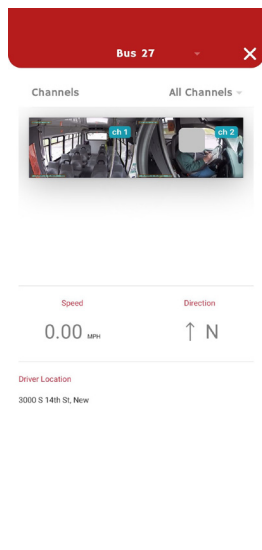 Bus 27
Channels
All Channels
ch 1
ch 2
Speed
Direction
0.00 MPH
↑ N
Driver Location
3000 S 14th St, New